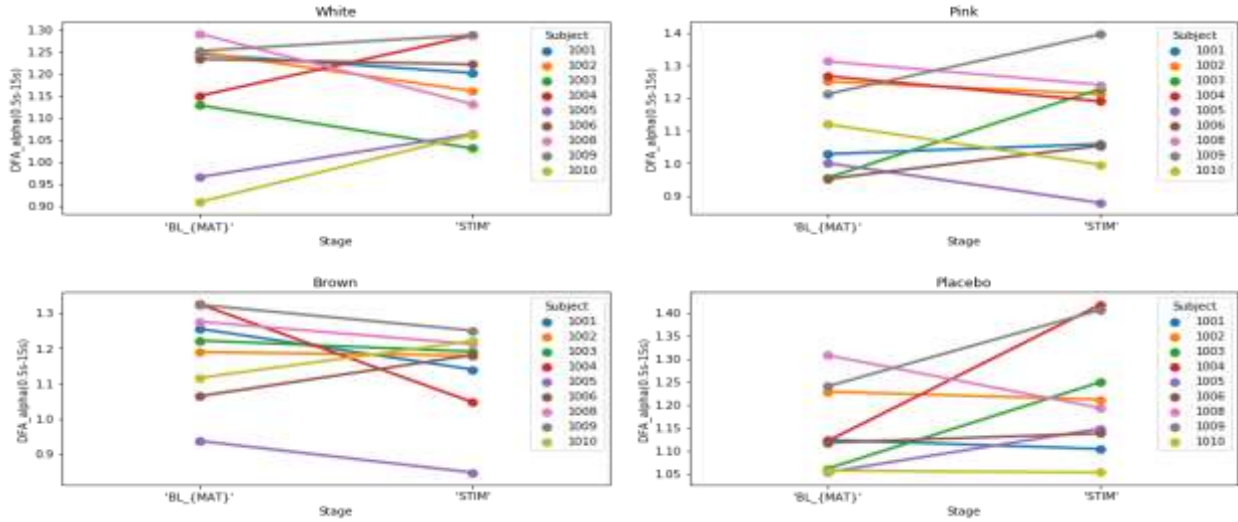 White
DFA_alpha(0.5s-15s)
1.30
1.25
1.20
1.15
1.10
1.05
1.00
0.95
0.90
Subject
1001
1002
1003
1004
1005
1006
1008
1009
1010
'BL_{MAT}'
'STIM'
Stage
Pink
DFA_alpha(0.5s-15s)
1.4
1.3
1.2
1.1
1.0
0.9
Subject
1001
1002
1003
1004
1005
1006
1008
1009
1010
'BL_{MAT}'
'STIM'
Stage
Brown
DFA_alpha(0.5s-15s)
1.3
1.2
1.1
1.0
0.9
Subject
1001
1002
1003
1004
1005
1006
1008
1009
1010
'BL_{MAT}'
'STIM'
Stage
Placebo
DFA_alpha(0.5s-15s)
1.40
1.35
1.30
1.25
1.20
1.15
1.10
1.05
Subject
1001
1002
1003
1004
1005
1006
1008
1009
1010
'BL_{MAT}'
'STIM'
Stage